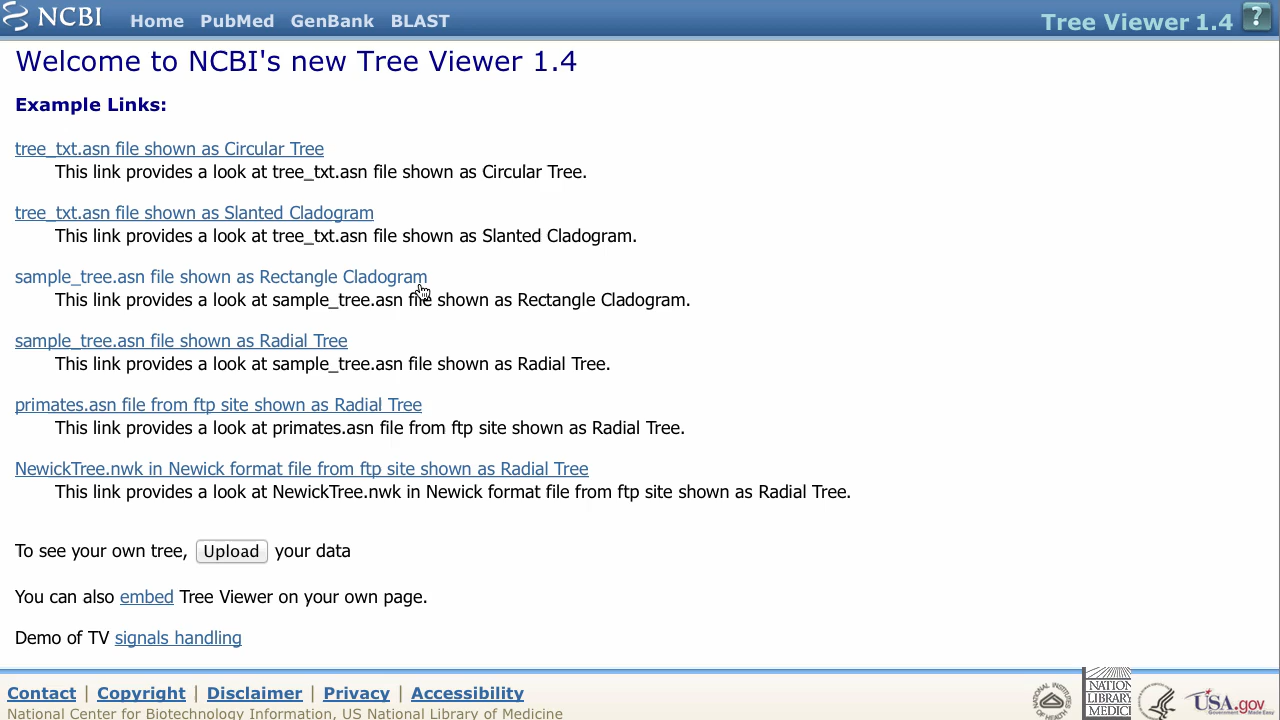 NCBI Home PubMed GenBank BLAST Tree Viewer 1.4 ?
Welcome to NCBI's new Tree Viewer 1.4
Example Links:
tree_txt.asn file shown as Circular Tree
This link provides a look at tree_txt.asn file shown as Circular Tree.
tree_txt.asn file shown as Slanted Cladogram
This link provides a look at tree_txt.asn file shown as Slanted Cladogram.
sample_tree.asn file shown as Rectangle Cladogram
This link provides a look at sample_tree.asn file shown as Rectangle Cladogram.
sample_tree.asn file shown as Radial Tree
This link provides a look at sample_tree.asn file shown as Radial Tree.
primates.asn file from ftp site shown as Radial Tree
This link provides a look at primates.asn file from ftp site shown as Radial Tree.
NewickTree.nwk in Newick format file from ftp site shown as Radial Tree
This link provides a look at NewickTree.nwk in Newick format file from ftp site shown as Radial Tree.
To see your own tree, Upload your data
You can also embed Tree Viewer on your own page.
Demo of TV signals handling
Contact | Copyright | Disclaimer | Privacy | Accessibility
National Center for Biotechnology Information, US National Library of Medicine
NATION
LIBRARY
MEDICI
USA.gov